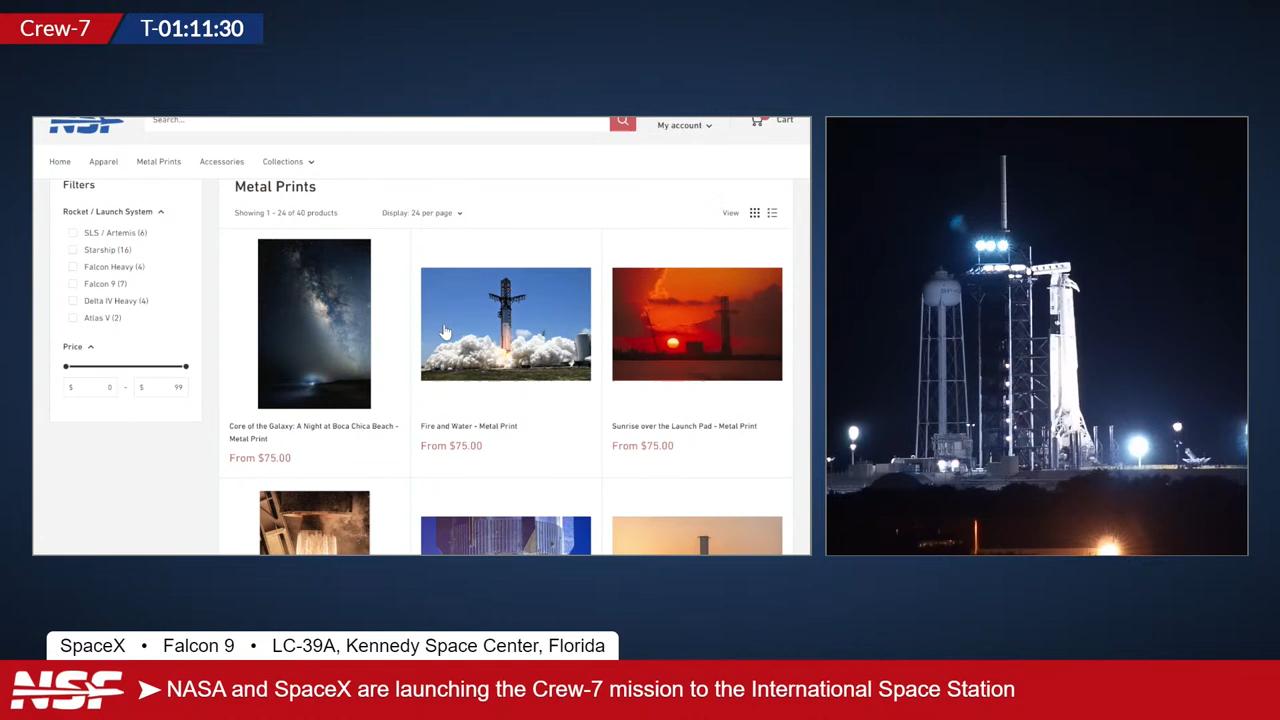 Crew-7
T-01:11:30
NSF
Search...
My account
Cart
Home
Apparel
Metal Prints
Accessories
Collections
Filters
Rocket / Launch System
SLS / Artemis (6)
Starship (16)
Falcon Heavy (4)
Falcon 9 (7)
Delta IV Heavy (4)
Atlas V (2)
Price
$ 0 - $ 99
Metal Prints
Showing 1 - 24 of 40 products
Display: 24 per page
View
Core of the Galaxy: A Night at Boca Chica Beach -
Metal Print
From $75.00
Fire and Water - Metal Print
From $75.00
Sunrise over the Launch Pad - Metal Print
From $75.00
SpaceX • Falcon 9 • LC-39A, Kennedy Space Center, Florida
NSF
NASA and SpaceX are launching the Crew-7 mission to the International Space Station